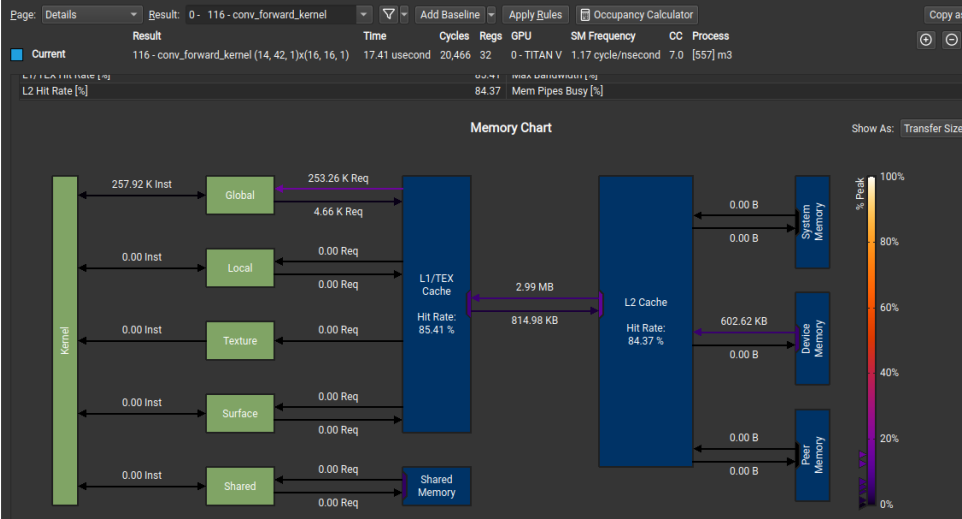 Page: Details Result: 0 - 116 - conv_forward_kernel Add Baseline Apply Rules Occupancy Calculator Copy as
Result Time Cycles Regs GPU SM Frequency CC Process
Current 116 - conv_forward_kernel (14, 42, 1)x(16, 16, 1) 17.41 usecond 20,466 32 0 - TITAN V 1.17 cycle/nsecond 7.0 [557] m3
L1/TEX Hit Rate [%] 85.41 Max Bandwidth [%]
L2 Hit Rate [%] 84.37 Mem Pipes Busy [%]
Memory Chart
Show As: Transfer Size
Kernel
257.92 K Inst
Global
253.26 K Req
4.66 K Req
0.00 Inst
Local
0.00 Req
0.00 Req
0.00 Inst
Texture
0.00 Req
0.00 Inst
Surface
0.00 Req
0.00 Req
0.00 Inst
Shared
0.00 Req
0.00 Req
L1/TEX
Cache
Hit Rate:
85.41 %
Shared
Memory
2.99 MB
814.98 KB
L2 Cache
Hit Rate:
84.37 %
0.00 B
0.00 B
System
Memory
602.62 KB
0.00 B
Device
Memory
0.00 B
0.00 B
Peer
Memory
% Peak
100%
80%
60%
40%
20%
0%